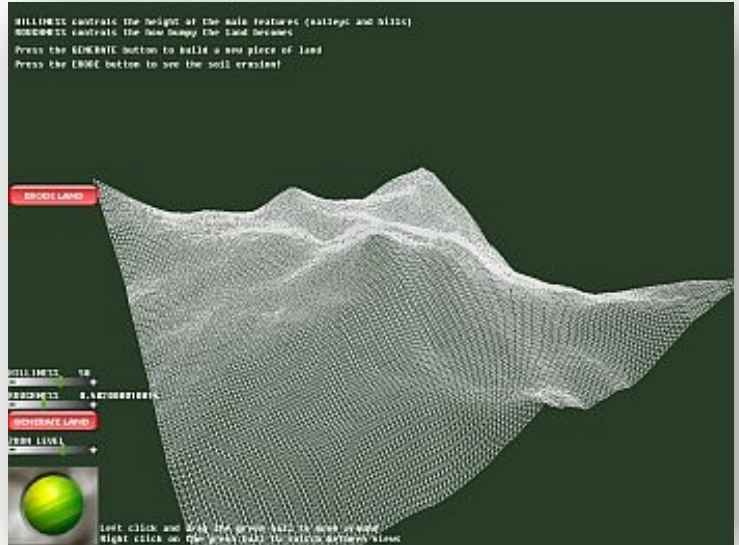 HILLINESS controls the height of the main features (valleys and hills)
ROUGHNESS controls the how bumpy the land becomes
Press the GENERATE button to build a new piece of land
Press the ERODE button to see the soil erosion!
ERODE LAND
HILLINESS 50
ROUGHNESS
GENERATE LAND
ZOOM LEVEL
Left click and drag the green ball to move around
Right click on the green ball to switch between views